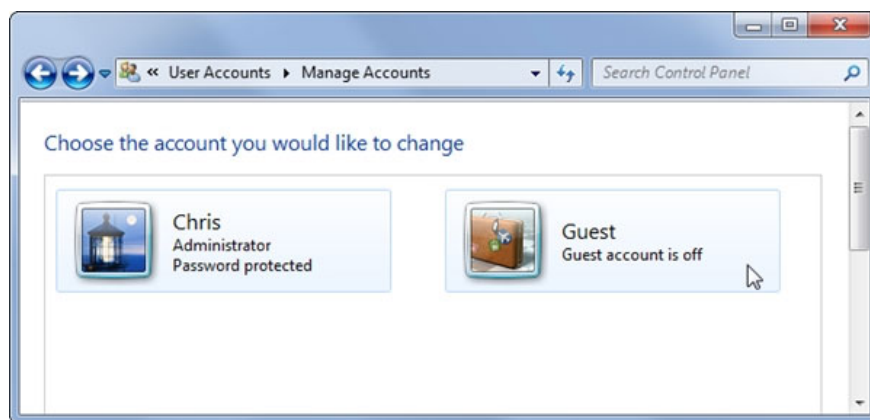 « User Accounts ▸ Manage Accounts
Search Control Panel
Choose the account you would like to change
Chris
Administrator
Password protected
Guest
Guest account is off